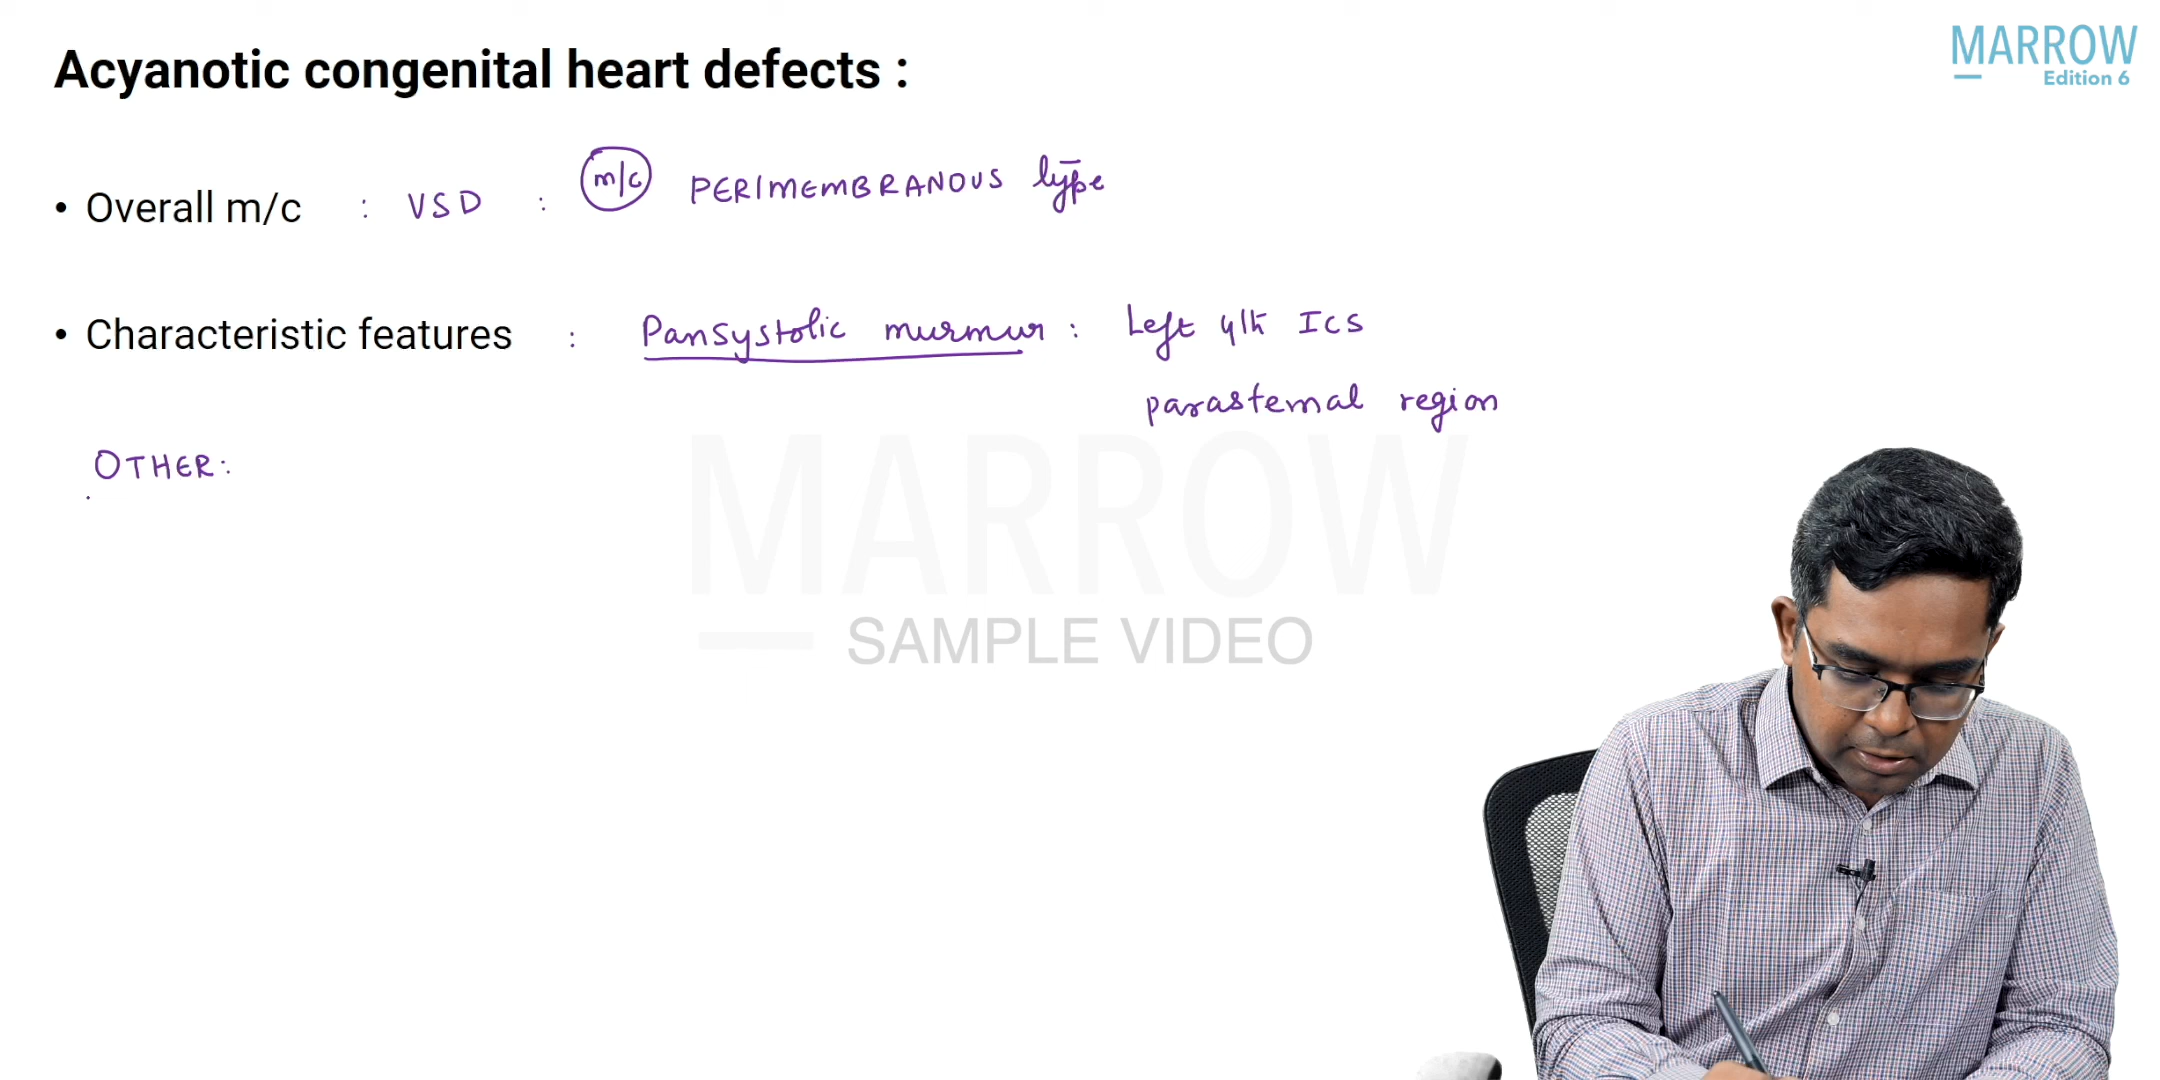 Acyanotic congenital heart defects :
MARROW
Edition 6
• Overall m/c : VSD : m/c PERIMEMBRANOUS type
• Characteristic features : Pansystolic murmur : Left 4th ICS
parasternal region
OTHER:
MARROW
SAMPLE VIDEO